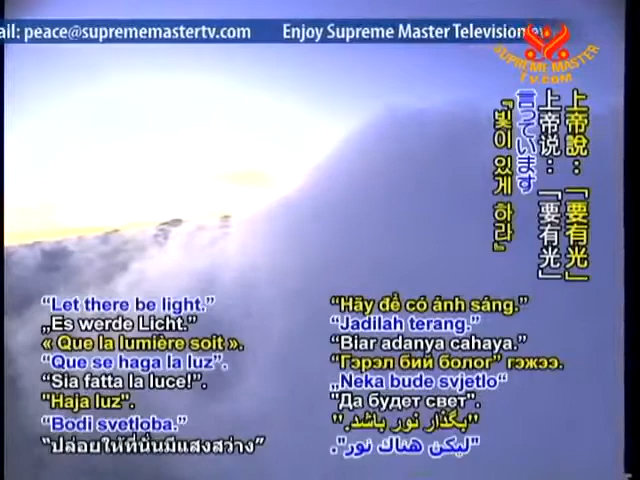 ail: peace@suprememastertv.com Enjoy Supreme Master Television
SUPREME MASTER
TV.COM
上帝說：「要有光」
上帝说：「要有光」
言っています
『빛이 있게 하라』
“Let there be light.”
„Es werde Licht.”
« Que la lumière soit ».
“Que se haga la luz”.
“Sia fatta la luce!”.
"Haja luz".
“Bodi svetloba.”
“ปล่อยให้ที่นั่นมีแสงสว่าง”
“Hãy để có ánh sáng.”
“Jadilah terang.”
“Biar adanya cahaya.”
“Гэрэл бий болог” гэжээ.
„Neka bude svjetlo“
"Да будет свет".
"بگذار نور باشد."
"ليكن هناك نور".